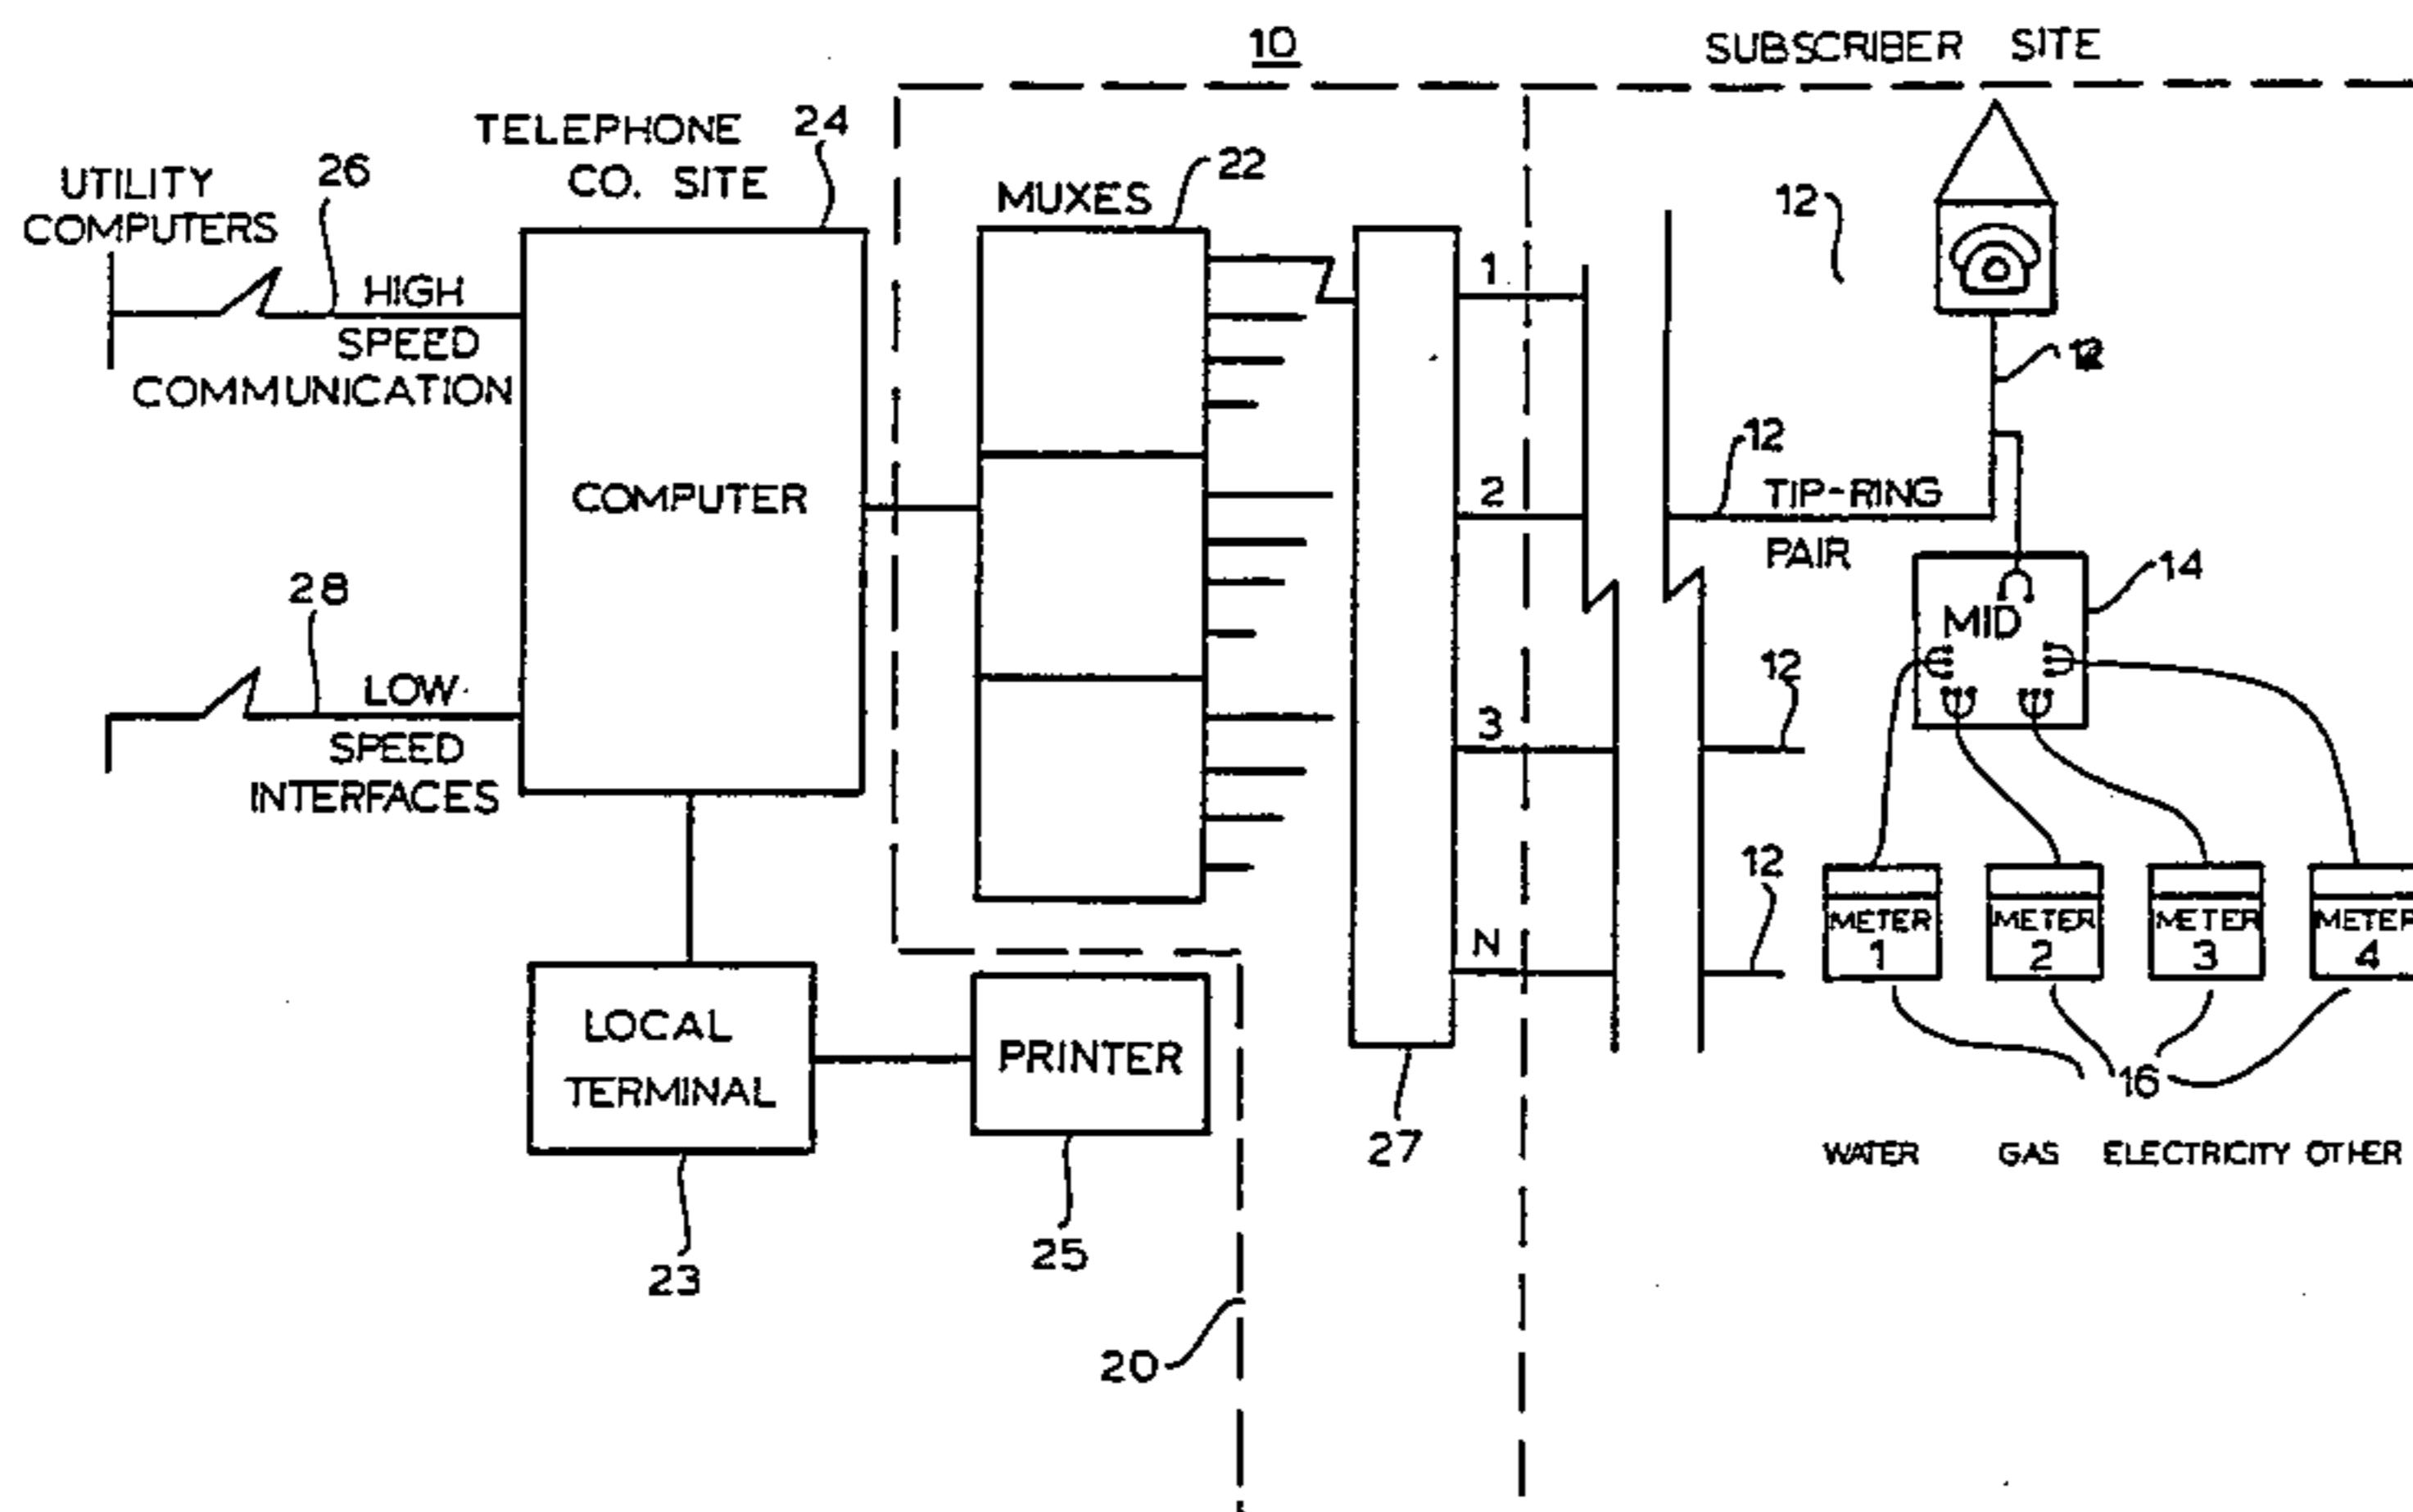 10
SUBSCRIBER SITE
TELEPHONE
CO. SITE
24
UTILITY
COMPUTERS
26
HIGH
SPEED
COMMUNICATION
MUXES
22
1
12
12
COMPUTER
2
12
TIP-RING
PAIR
14
MID
28
LOW
SPEED
INTERFACES
3
12
N
12
METER
1
METER
2
METER
3
METER
4
16
LOCAL
TERMINAL
PRINTER
27
WATER GAS ELECTRICITY OTHER
23
25
20